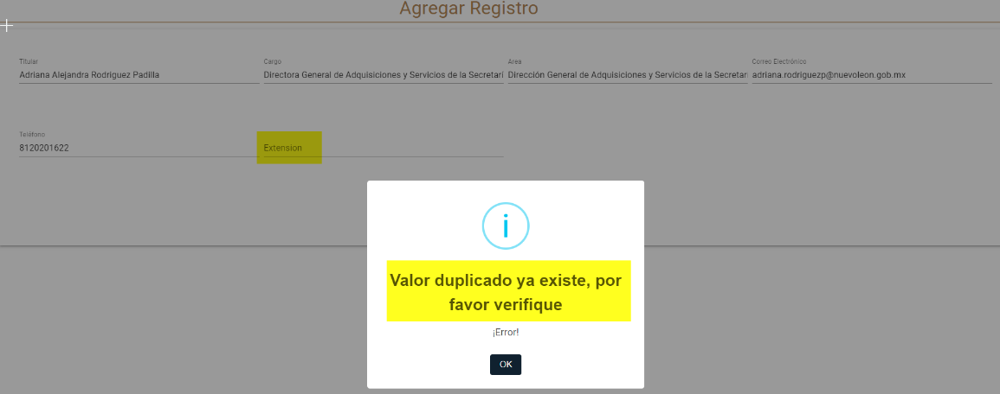 Agregar Registro
Titular
Adriana Alejandra Rodriguez Padilla
Cargo
Directora General de Adquisiciones y Servicios de la Secretarí
Area
Dirección General de Adquisiciones y Servicios de la Secretar
Correo Electrónico
adriana.rodriguezp@nuevoleon.gob.mx
Teléfono
8120201622
Extension
i
Valor duplicado ya existe, por
favor verifique
¡Error!
OK